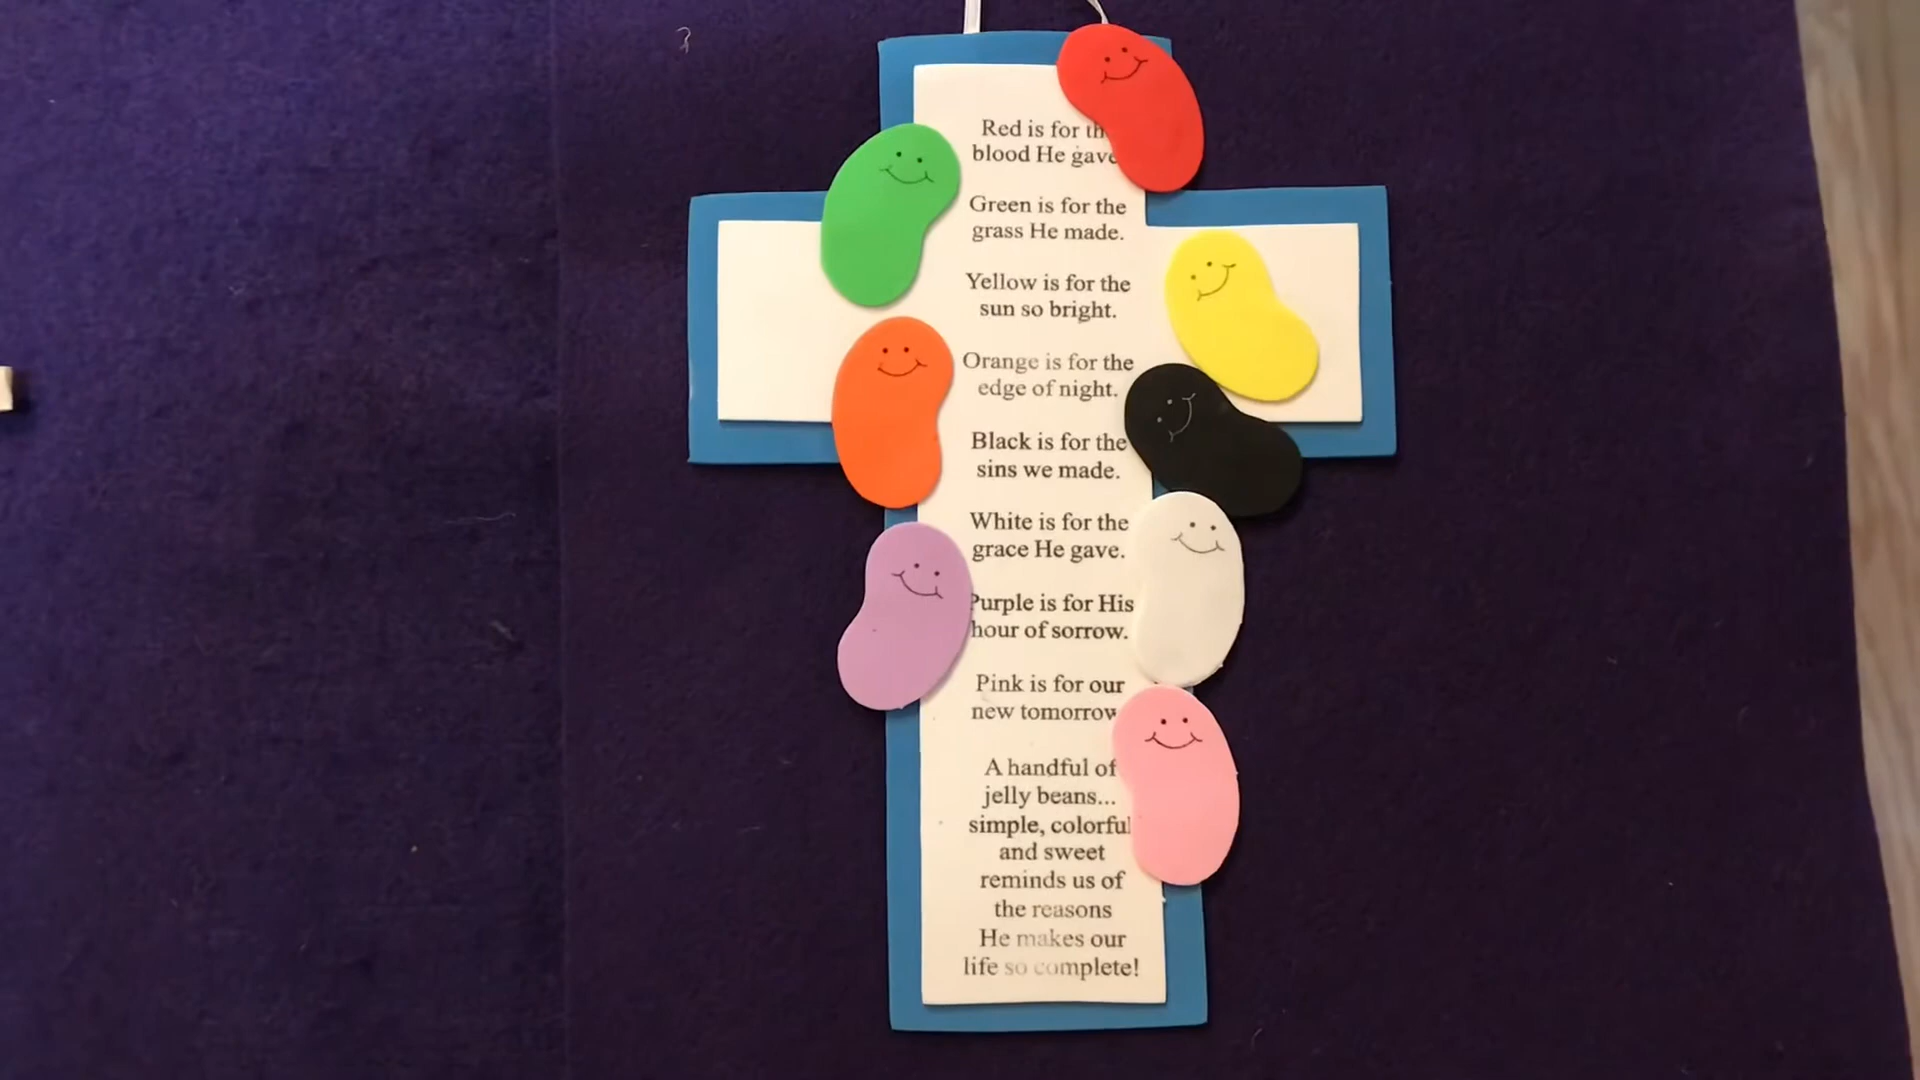 Red is for th
blood He gave
Green is for the
grass He made.
Yellow is for the
sun so bright.
Orange is for the
edge of night.
Black is for the
sins we made.
White is for the
grace He gave.
Purple is for His
hour of sorrow.
Pink is for our
new tomorrow
A handful of
jelly beans...
simple, colorful
and sweet
reminds us of
the reasons
He makes our
life so complete!